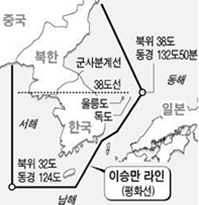 중국
북한
군사분계선
38도선
북위 38도
동경 132도50분
동해
울릉도
독도
일본
서해
한국
북위 32도
동경 124도
남해
이승만 라인
(평화선)